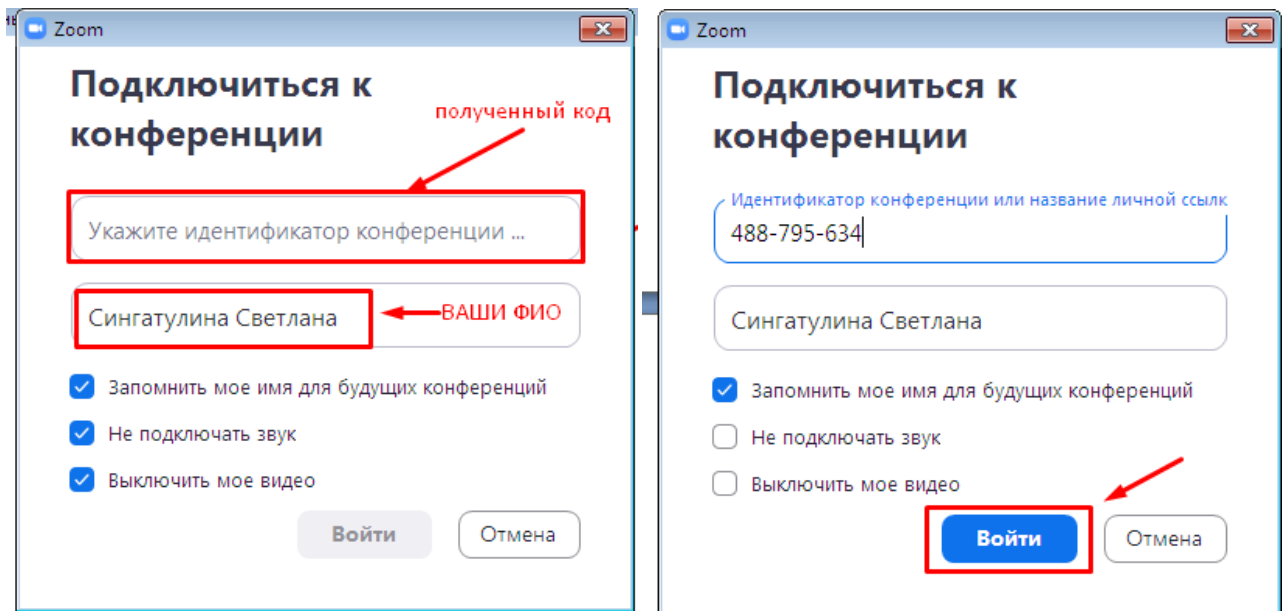 Zoom
Подключиться к
конференции
полученный код
Укажите идентификатор конференции ...
Сингатулина Светлана
ВАШИ ФИО
Запомнить мое имя для будущих конференций
Не подключать звук
Выключить мое видео
Войти
Отмена
Zoom
Подключиться к
конференции
Идентификатор конференции или название личной ссылк
488-795-634
Сингатулина Светлана
Запомнить мое имя для будущих конференций
Не подключать звук
Выключить мое видео
Войти
Отмена